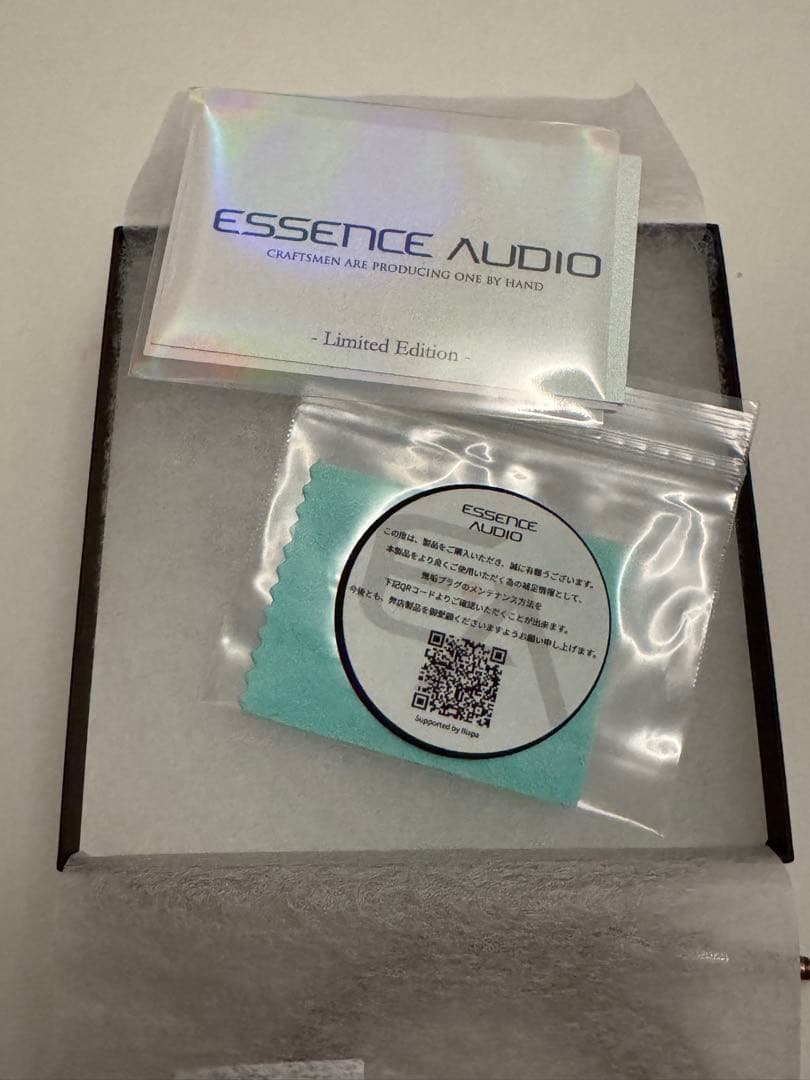 ESSENCE AUDIO
CRAFTSMEN ARE PRODUCING ONE BY HAND
- Limited Edition -
ESSENCE
AUDIO
この度は、製品をご購入いただき、誠に有難うございます。
本製品をより良くご使用いただく為の補足情報として、
無垢プラグのメンテナンス方法を
下記QRコードよりご確認いただくことが出来ます。
今後とも、弊店製品を御愛顧くださいますようお願い申し上げます。
Supported by Bispa